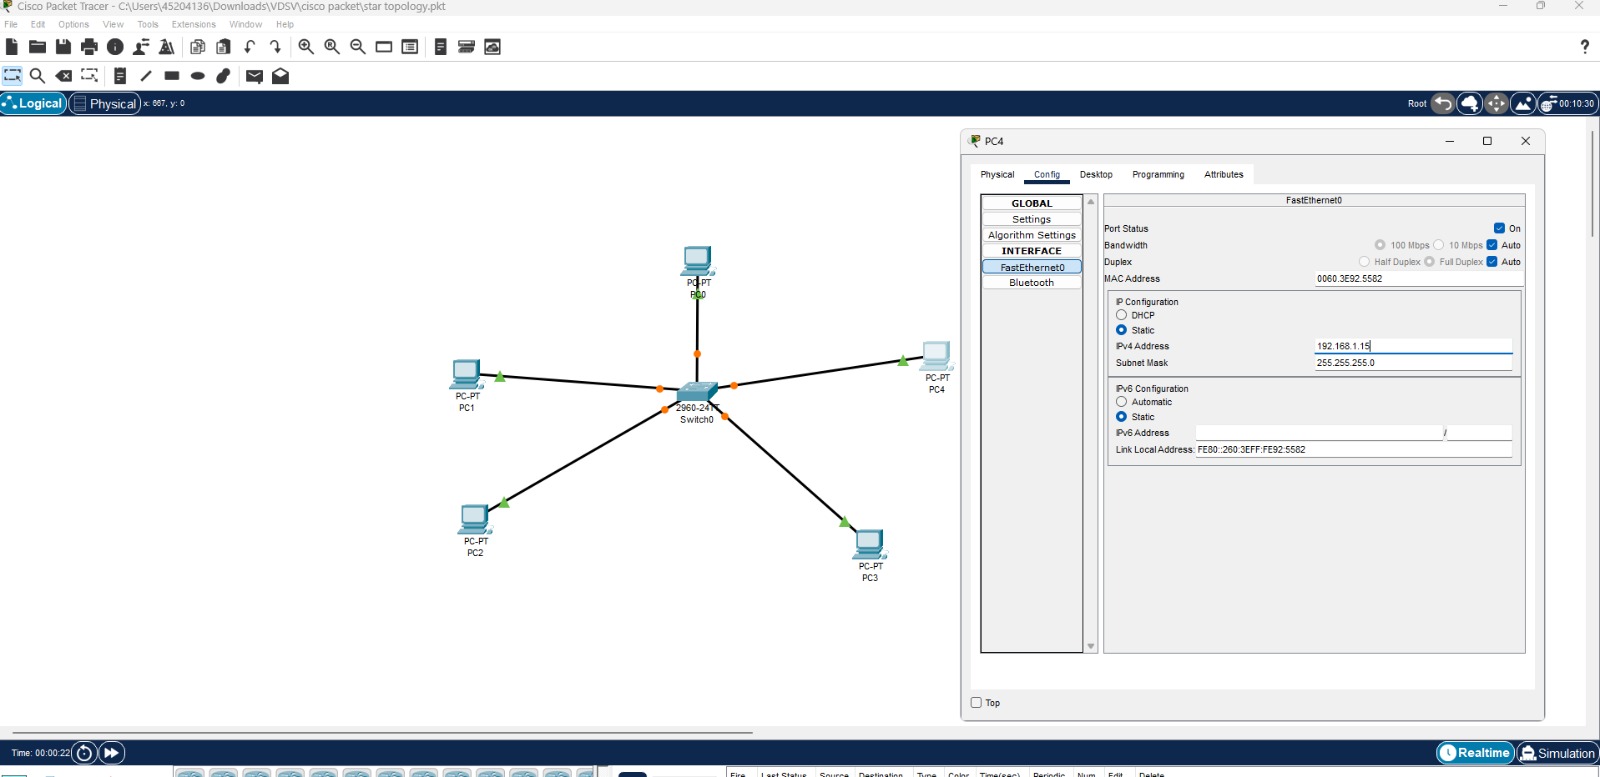 Cisco Packet Tracer - C:\Users\45204136\Downloads\VDSV\cisco packet\star topology.pkt
File Edit Options View Tools Extensions Window Help
?
Logical Physical x: 667, y: 0 Root 00:10:30
PC4
Physical Config Desktop Programming Attributes
GLOBAL
Settings
Algorithm Settings
INTERFACE
FastEthernet0
Bluetooth
FastEthernet0
Port Status On
Bandwidth 100 Mbps 10 Mbps Auto
Duplex Half Duplex Full Duplex Auto
MAC Address 0060.3E92.5582
IP Configuration
DHCP
Static
IPv4 Address 192.168.1.15
Subnet Mask 255.255.255.0
IPv6 Configuration
Automatic
Static
IPv6 Address /
Link Local Address: FE80::260:3EFF:FE92:5582
Top
PC-PT
PC0
PC-PT
PC1
PC-PT
PC4
2960-24TT
Switch0
PC-PT
PC2
PC-PT
PC3
Time: 00:00:22 Realtime Simulation
Fire Last Status Source Destination Type Color Time(sec) Periodic Num Edit Delete